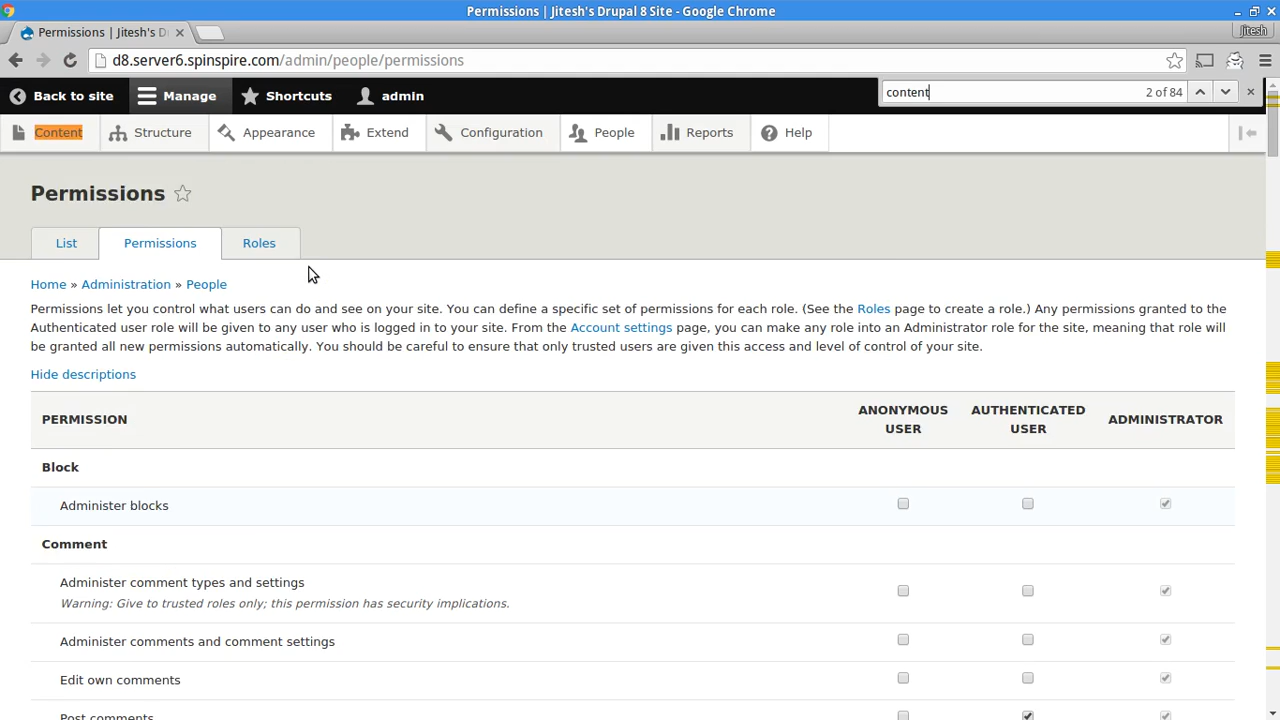 Permissions | Jitesh's Drupal 8 Site - Google Chrome
Permissions | Jitesh's D
Jitesh
d8.server6.spinspire.com/admin/people/permissions
Back to site Manage Shortcuts admin
content 2 of 84
Content Structure Appearance Extend Configuration People Reports Help
Permissions
List Permissions Roles
Home » Administration » People
Permissions let you control what users can do and see on your site. You can define a specific set of permissions for each role. (See the Roles page to create a role.) Any permissions granted to the
Authenticated user role will be given to any user who is logged in to your site. From the Account settings page, you can make any role into an Administrator role for the site, meaning that role will
be granted all new permissions automatically. You should be careful to ensure that only trusted users are given this access and level of control of your site.
Hide descriptions
PERMISSION ANONYMOUS USER AUTHENTICATED USER ADMINISTRATOR
Block
Administer blocks
Comment
Administer comment types and settings
Warning: Give to trusted roles only; this permission has security implications.
Administer comments and comment settings
Edit own comments
Post comments